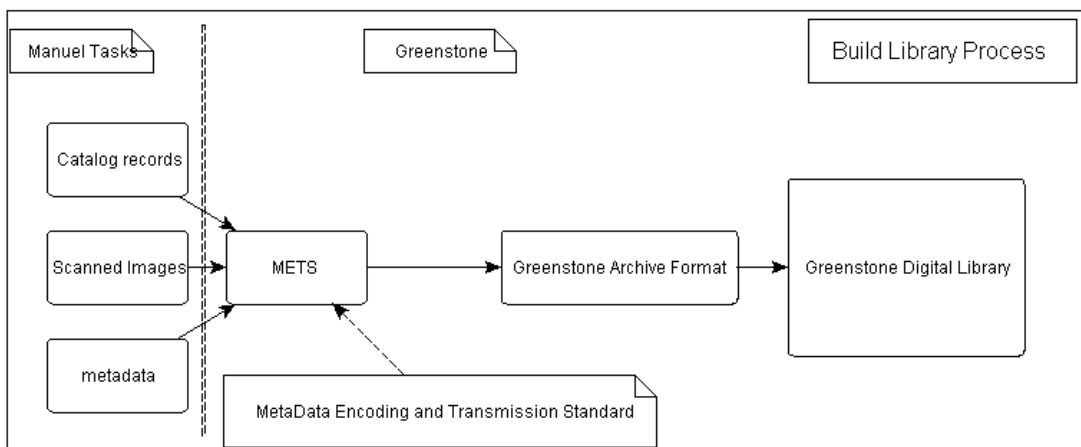 Manuel Tasks
Greenstone
Build Library Process
Catalog records
Scanned Images
METS
Greenstone Archive Format
Greenstone Digital Library
metadata
MetaData Encoding and Transmission Standard